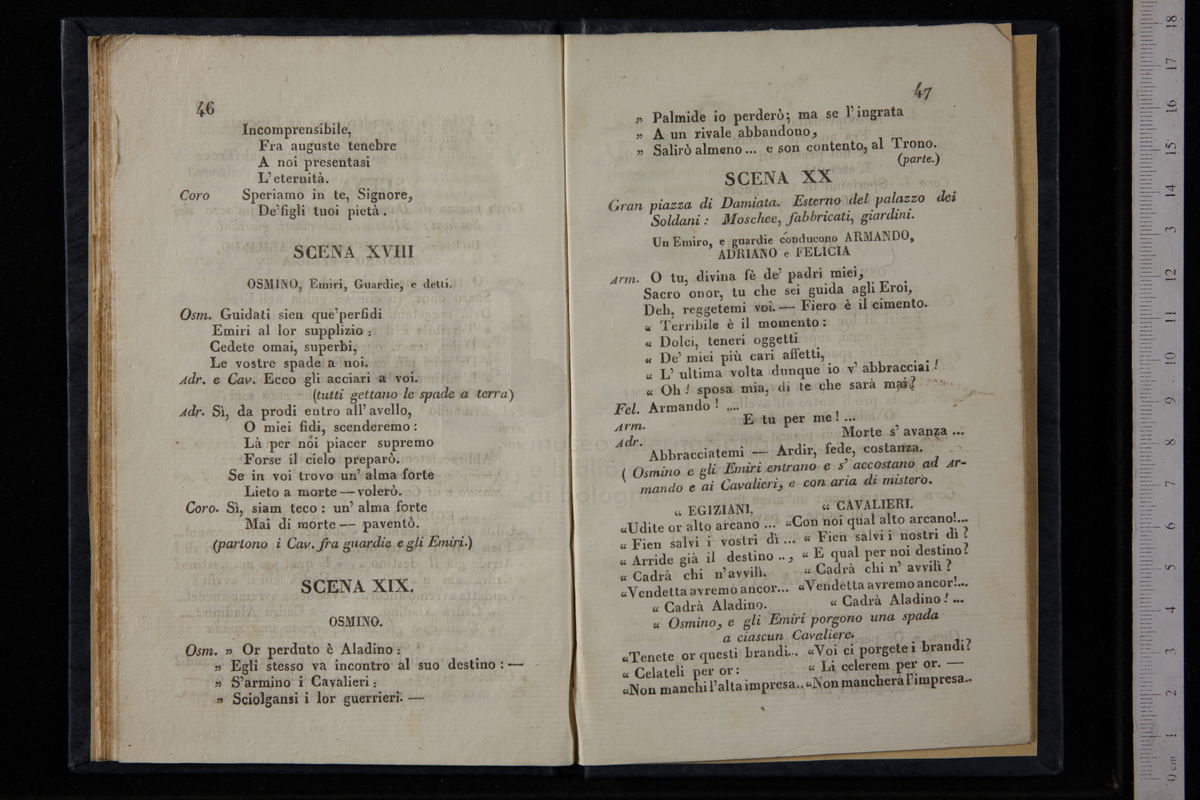 46
Incomprensibile,
Fra auguste tenebre
A noi presentasi
L'eternità.
Coro Speriamo in te, Signore,
De'figli tuoi pietà.
SCENA XVIII
OSMINO, Emiri, Guardie, e detti.
Osm. Guidati sien que'perfidi
Emiri al lor supplizio :
Cedete omai, superbi,
Le vostre spade a noi.
Adr. e Cav. Ecco gli acciari a voi.
(tutti gettano le spade a terra)
Adr. Sì, da prodi entro all' avello,
O miei fidi, scenderemo :
Là per noi piacer supremo
Forse il cielo preparò.
Se in voi trovo un' alma forte
Lieto a morte — volerò.
Coro. Sì, siam teco : un' alma forte
Mai di morte — paventò.
(partono i Cav. fra guardie e gli Emiri.)
SCENA XIX.
OSMINO.
Osm. » Or perduto è Aladino :
» Egli stesso va incontro al suo destino : —
» S'armino i Cavalieri ;
» Sciolgansi i lor guerrieri. —
47
» Palmide io perderò; ma se l' ingrata
» A un rivale abbandono,
» Salirò almeno ... e son contento, al Trono.
(parte.)
SCENA XX
Gran piazza di Damiata. Esterno del palazzo dei
Soldani : Moschee, fabbricati, giardini.
Un Emiro, e guardie conducono ARMANDO,
ADRIANO e FELICIA
Arm. O tu, divina fè de' padri miei,
Sacro onor, tu che sei guida agli Eroi,
Deh, reggetemi voi. — Fiero è il cimento.
« Terribile è il momento :
« Dolci, teneri oggetti
« De' miei più cari affetti,
« L' ultima volta dunque io v' abbracciai !
« Oh ! sposa mia, di te che sarà mai ?
Fel. Armando ! ....
Arm. E tu per me ! ...
Adr. Morte s' avanza ...
Abbracciatemi — Ardir, fede, costanza.
( Osmino e gli Emiri entrano e s' accostano ad Ar-
mando e ai Cavalieri, e con aria di mistero.
« EGIZIANI. « CAVALIERI.
«Udite or alto arcano ... «Con noi qual alto arcano!...
« Fien salvi i vostri dì ... « Fien salvi i nostri dì ?
« Arride già il destino .. , « E qual per noi destino?
« Cadrà chi n'avvilì. « Cadrà chi n' avvilì ?
«Vendetta avremo ancor... «Vendetta avremo ancor!...
« Cadrà Aladino. « Cadrà Aladino ! ...
« Osmino, e gli Emiri porgono una spada
a ciascun Cavaliere.
«Tenete or questi brandi... «Voi ci porgete i brandi?
« Celateli per or : « Li celerem per or. —
«Non manchi l'alta impresa.. «Non mancherà l'impresa..